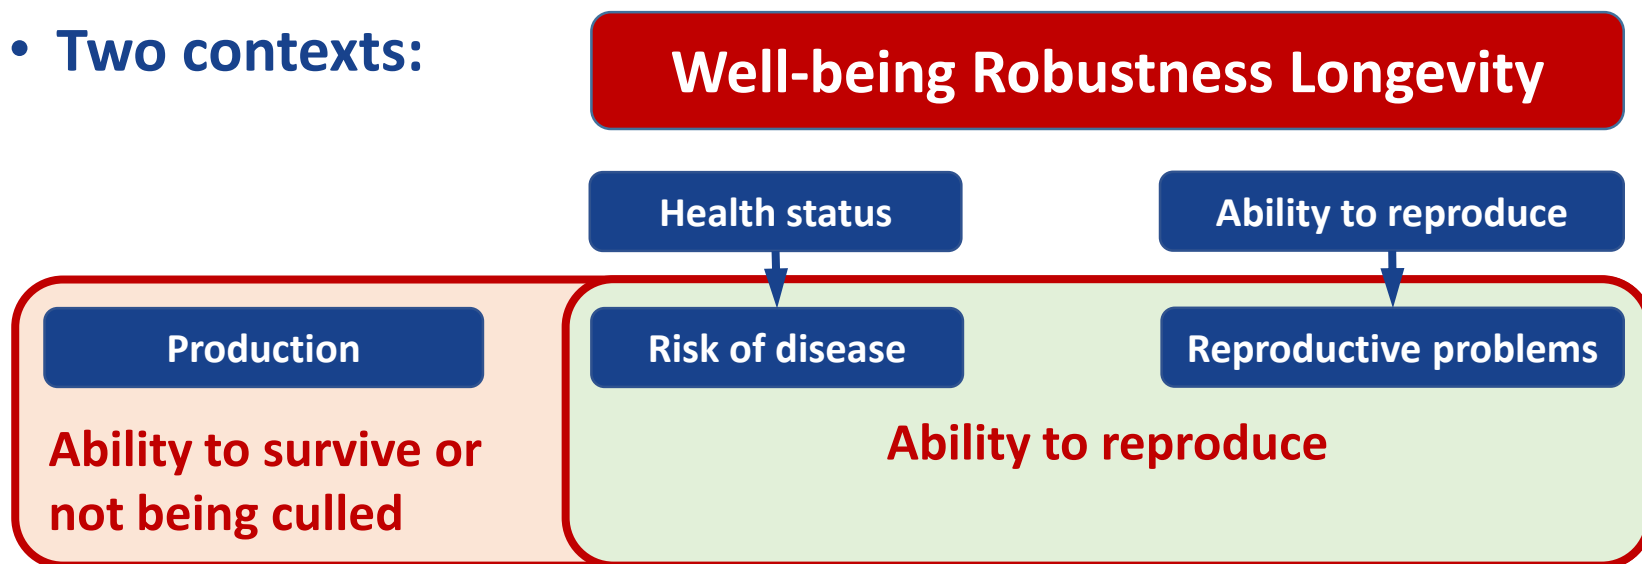 • Two contexts:
Well-being Robustness Longevity
Health status
Ability to reproduce
Production
Risk of disease
Reproductive problems
Ability to survive or
not being culled
Ability to reproduce